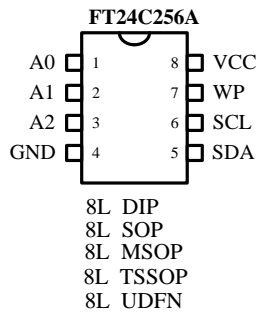 FT24C256A
A0 1 8 VCC
A1 2 7 WP
A2 3 6 SCL
GND 4 5 SDA
8L DIP
8L SOP
8L MSOP
8L TSSOP
8L UDFN